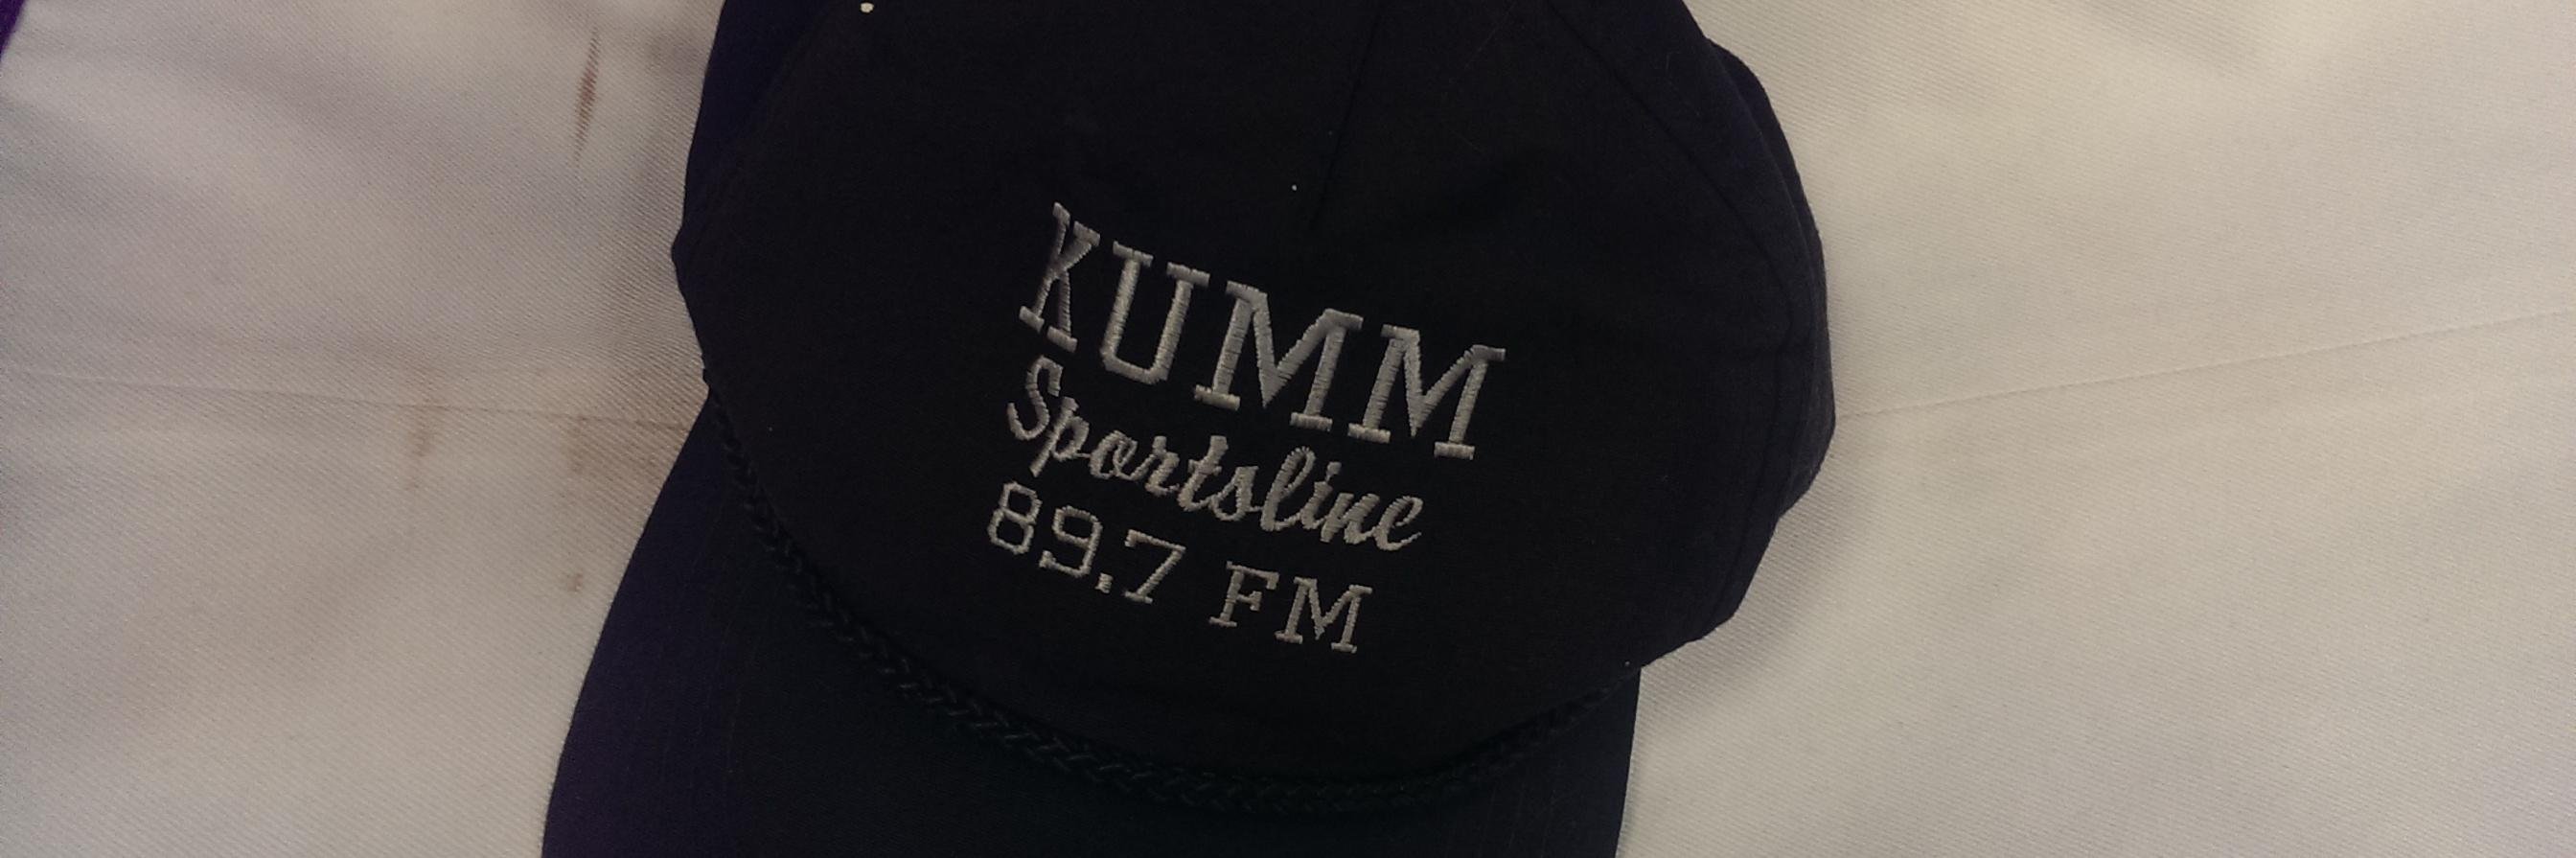 KUMM
Sportsline
89.7 FM